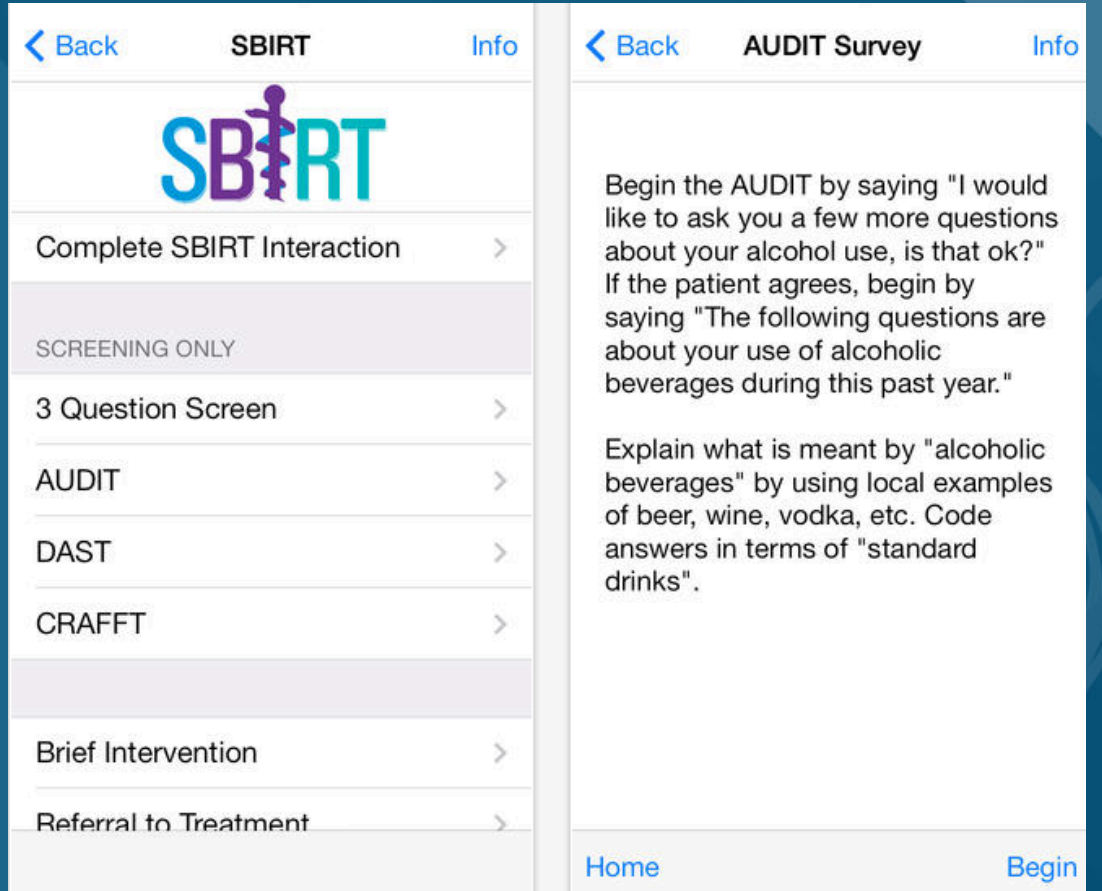 Back SBIRT Info
SBIRT
Complete SBIRT Interaction
SCREENING ONLY
3 Question Screen
AUDIT
DAST
CRAFFT
Brief Intervention
Referral to Treatment
Back AUDIT Survey Info
Begin the AUDIT by saying "I would
like to ask you a few more questions
about your alcohol use, is that ok?"
If the patient agrees, begin by
saying "The following questions are
about your use of alcoholic
beverages during this past year."
Explain what is meant by "alcoholic
beverages" by using local examples
of beer, wine, vodka, etc. Code
answers in terms of "standard
drinks".
Home Begin